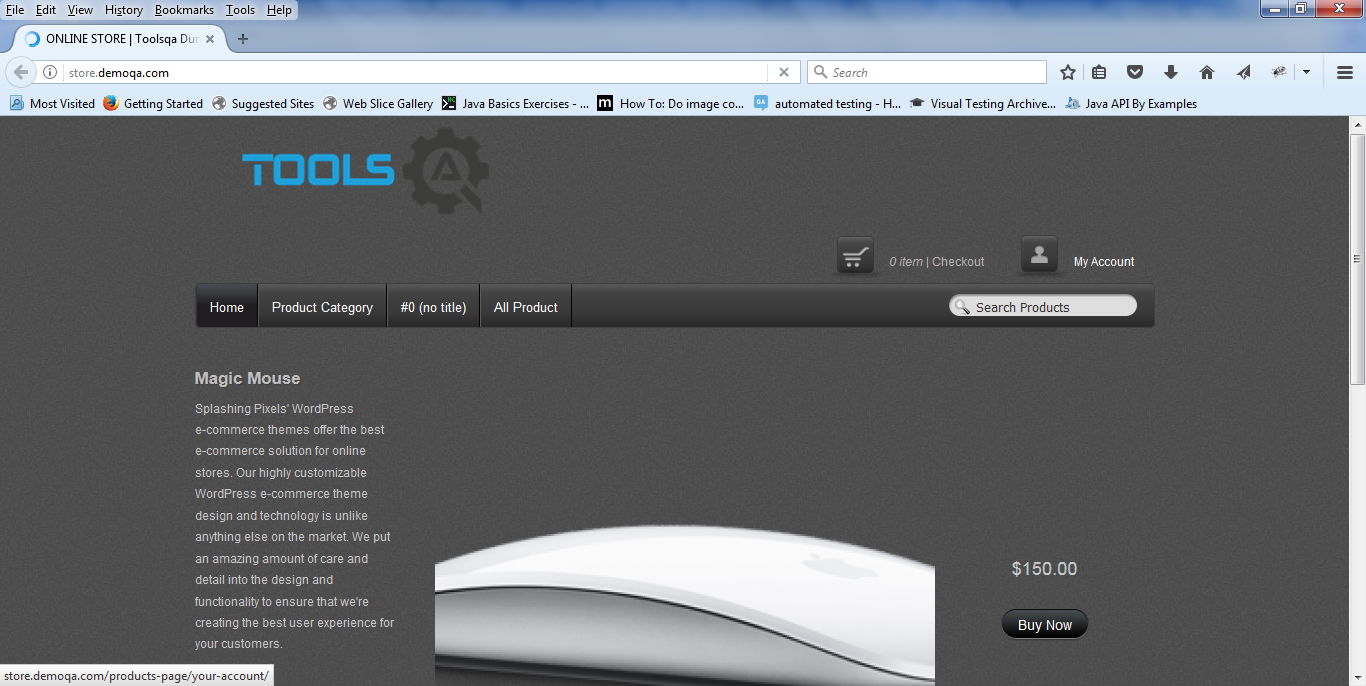 File Edit View History Bookmarks Tools Help
ONLINE STORE | Toolsqa Du
store.demoqa.com
Search
Most Visited Getting Started Suggested Sites Web Slice Gallery Java Basics Exercises - ... How To: Do image co... automated testing - H... Visual Testing Archive... Java API By Examples
TOOLS QA
0 item | Checkout My Account
Home Product Category #0 (no title) All Product Search Products
Magic Mouse
Splashing Pixels' WordPress
e-commerce themes offer the best
e-commerce solution for online
stores. Our highly customizable
WordPress e-commerce theme
design and technology is unlike
anything else on the market. We put
an amazing amount of care and
detail into the design and
functionality to ensure that we're
creating the best user experience for
your customers.
$150.00
Buy Now
store.demoqa.com/products-page/your-account/